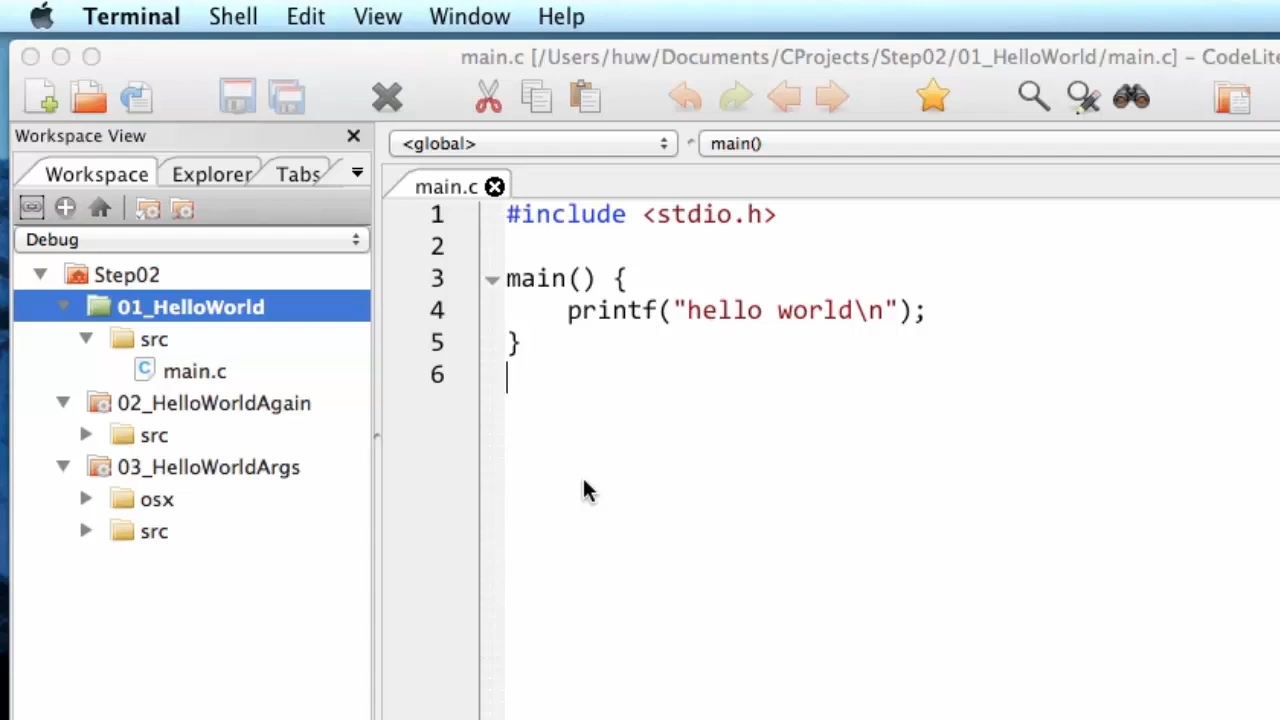 Terminal Shell Edit View Window Help
main.c [/Users/huw/Documents/CProjects/Step02/01_HelloWorld/main.c] – CodeLite
Workspace View
<global>
main()
Workspace Explorer Tabs
main.c
Debug
Step02
01_HelloWorld
src
main.c
02_HelloWorldAgain
src
03_HelloWorldArgs
osx
src
1 #include <stdio.h>
2
3 main() {
4     printf("hello world\n");
5 }
6